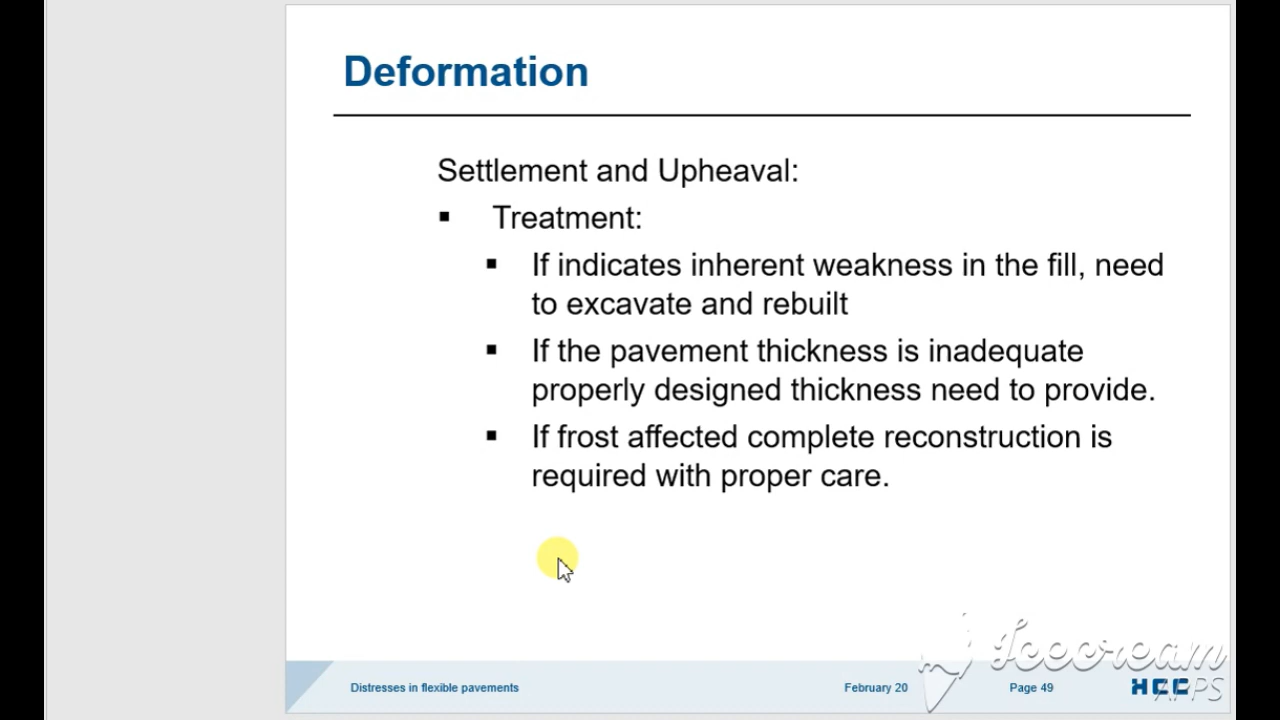 Deformation
Settlement and Upheaval:
▪ Treatment:
▪ If indicates inherent weakness in the fill, need
to excavate and rebuilt
▪ If the pavement thickness is inadequate
properly designed thickness need to provide.
▪ If frost affected complete reconstruction is
required with proper care.
Icecream
APPS
Distresses in flexible pavements February 20 Page 49 HCC